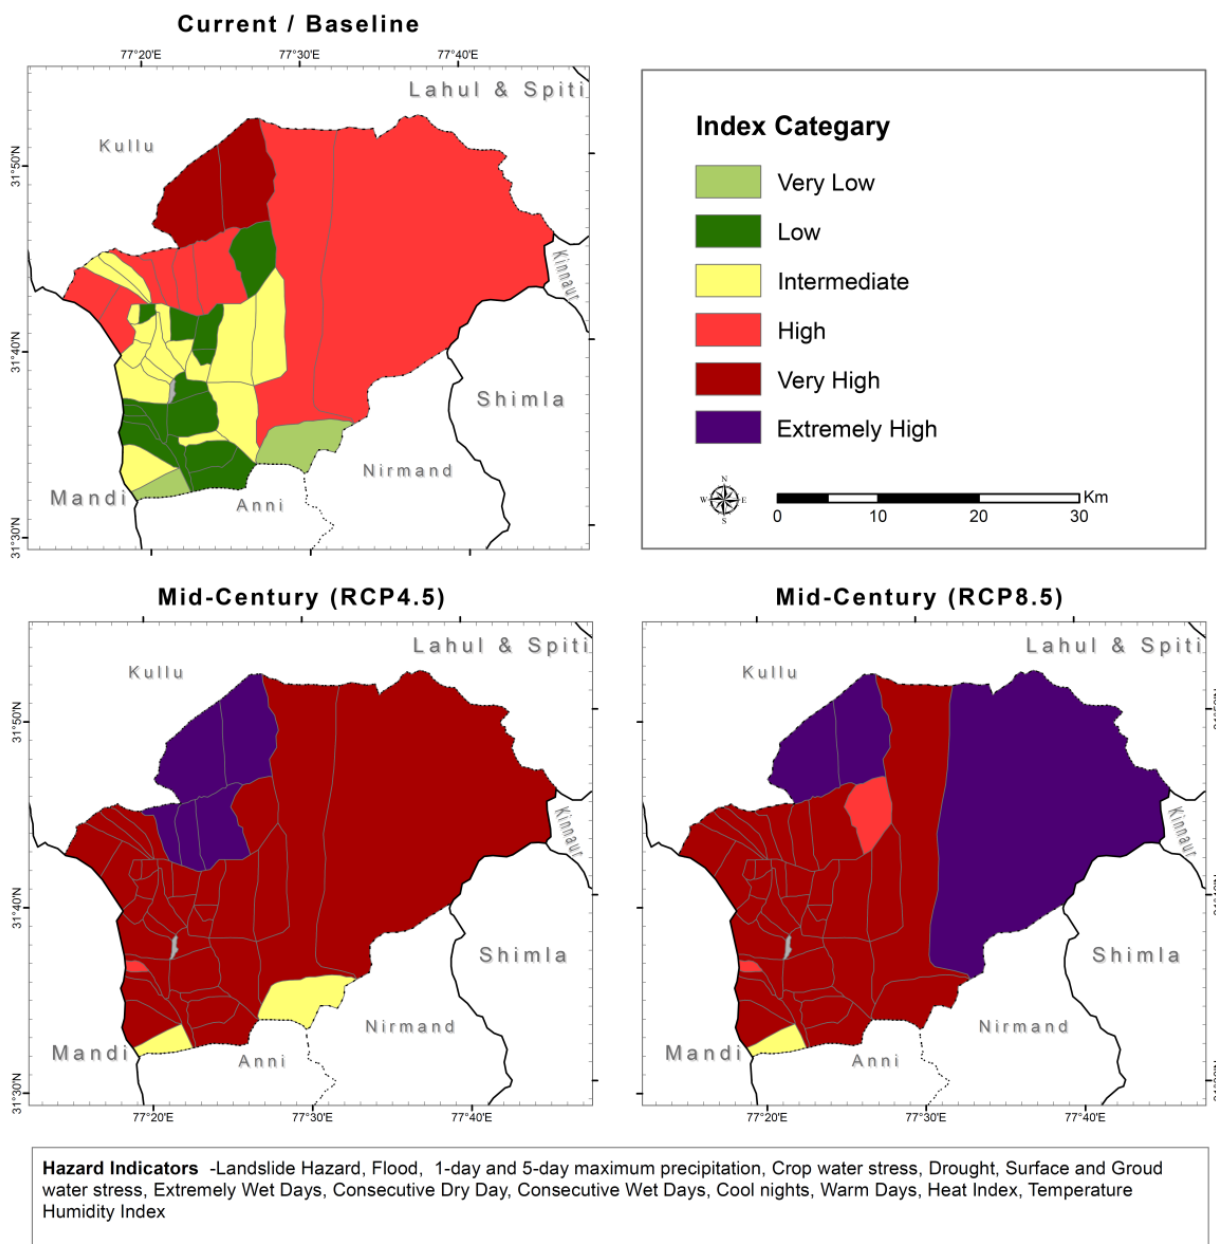 Current / Baseline
77°20'E 77°30'E 77°40'E
Lahul & Spiti
Kullu
31°50'N
Kinnaur
31°40'N
Shimla
Nirmand
Mandi
Anni
31°30'N
Index Categary
Very Low
Low
Intermediate
High
Very High
Extremely High
N
W E
S
Km
0 10 20 30
Mid-Century (RCP4.5)
Lahul & Spiti
Kullu
31°50'N
Kinnaur
31°40'N
Shimla
Nirmand
Mandi
Anni
31°30'N
77°20'E 77°30'E 77°40'E
Mid-Century (RCP8.5)
Lahul & Spiti
Kullu
Kinnaur
Shimla
Nirmand
Mandi
Anni
77°20'E 77°30'E 77°40'E
Hazard Indicators -Landslide Hazard, Flood, 1-day and 5-day maximum precipitation, Crop water stress, Drought, Surface and Groud
water stress, Extremely Wet Days, Consecutive Dry Day, Consecutive Wet Days, Cool nights, Warm Days, Heat Index, Temperature
Humidity Index